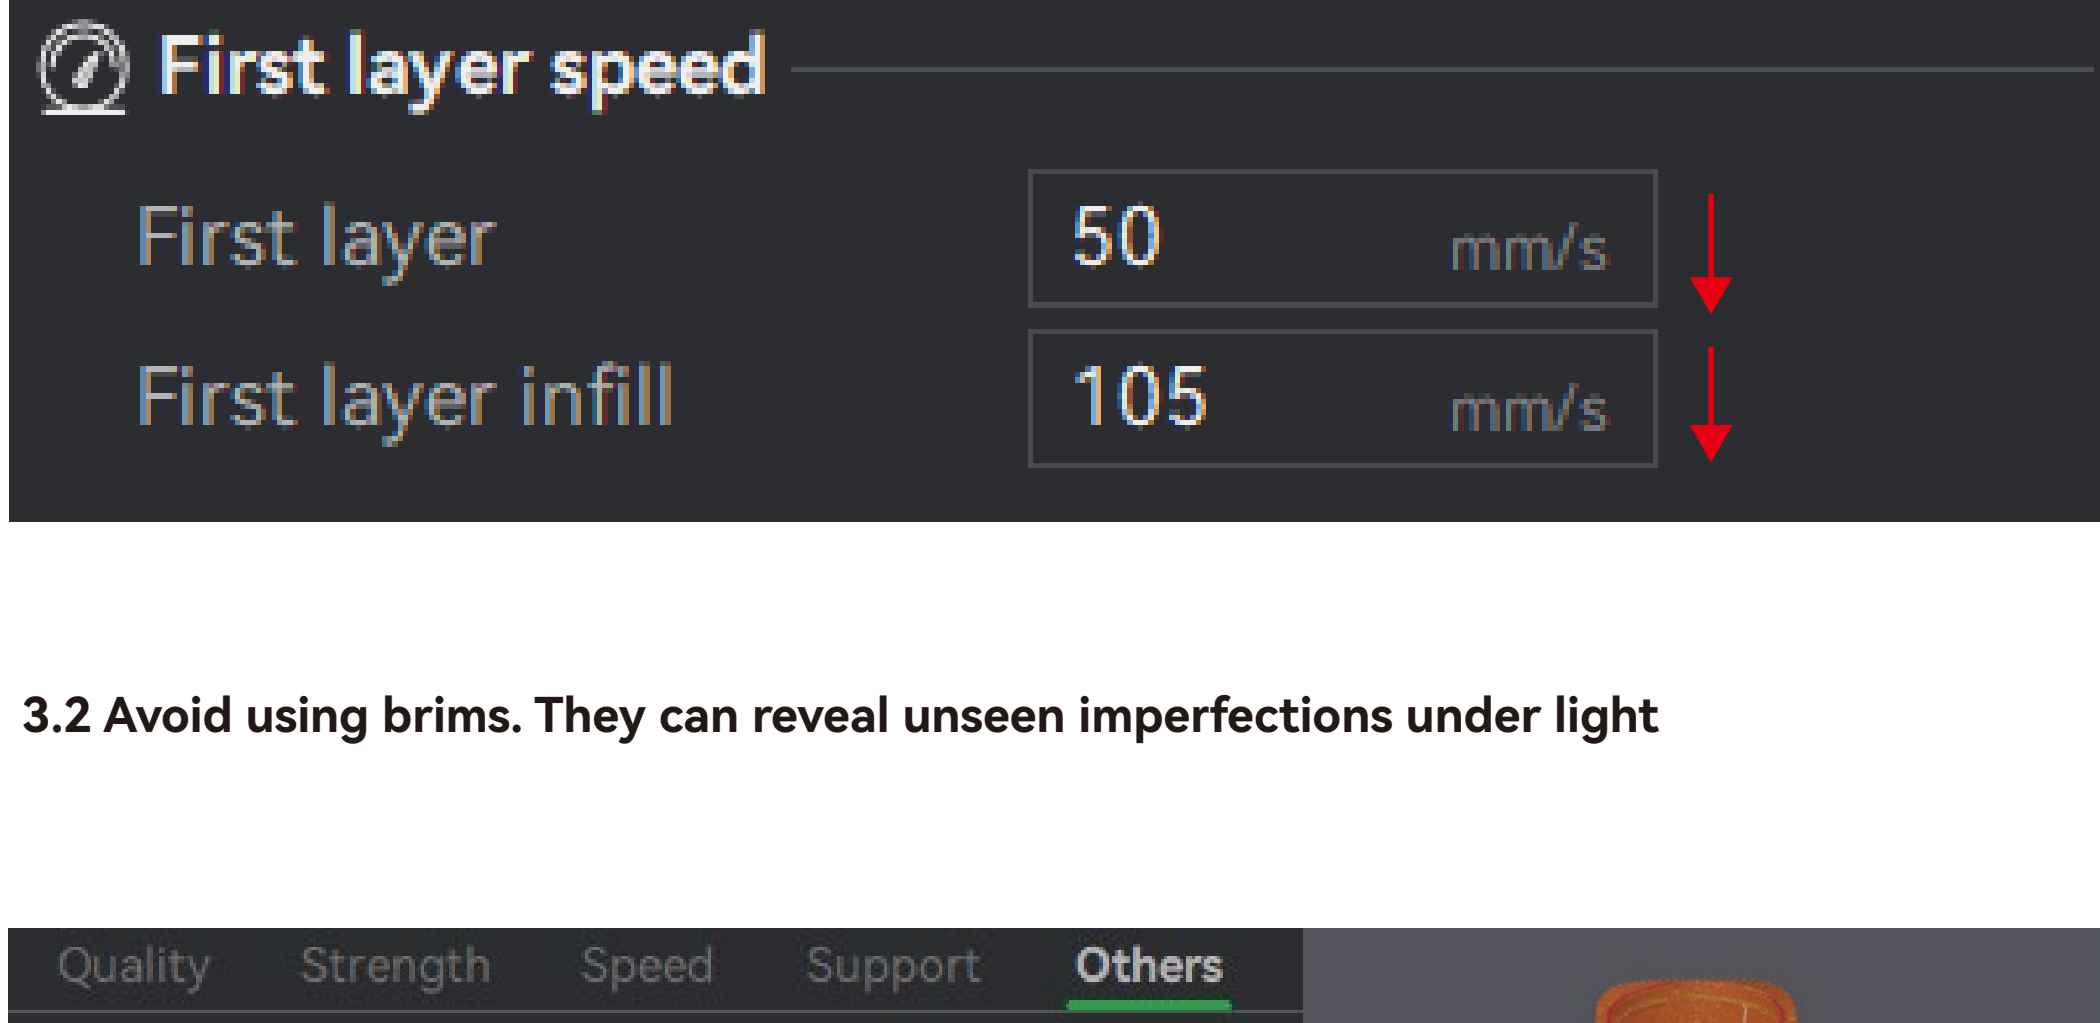 First layer speed
First layer 50 mm/s
First layer infill 105 mm/s
3.2 Avoid using brims. They can reveal unseen imperfections under light
Quality Strength Speed Support Others